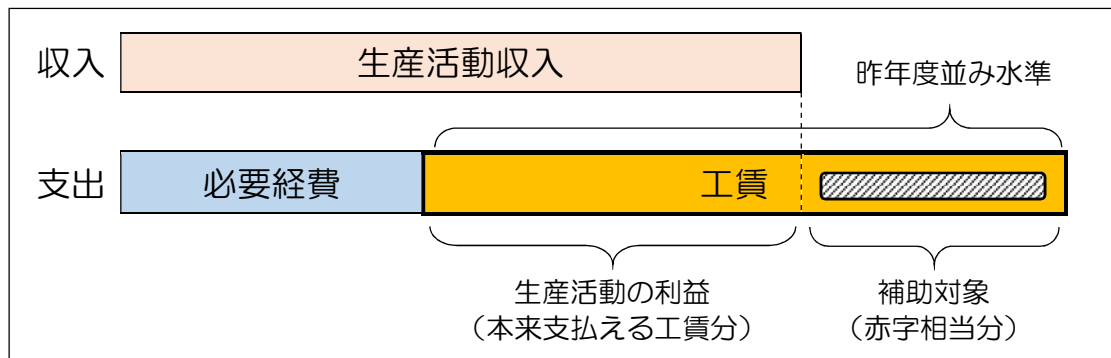 収入
生産活動収入
昨年度並み水準
支出
必要経費
工賃
生産活動の利益
（本来支払える工賃分）
補助対象
（赤字相当分）